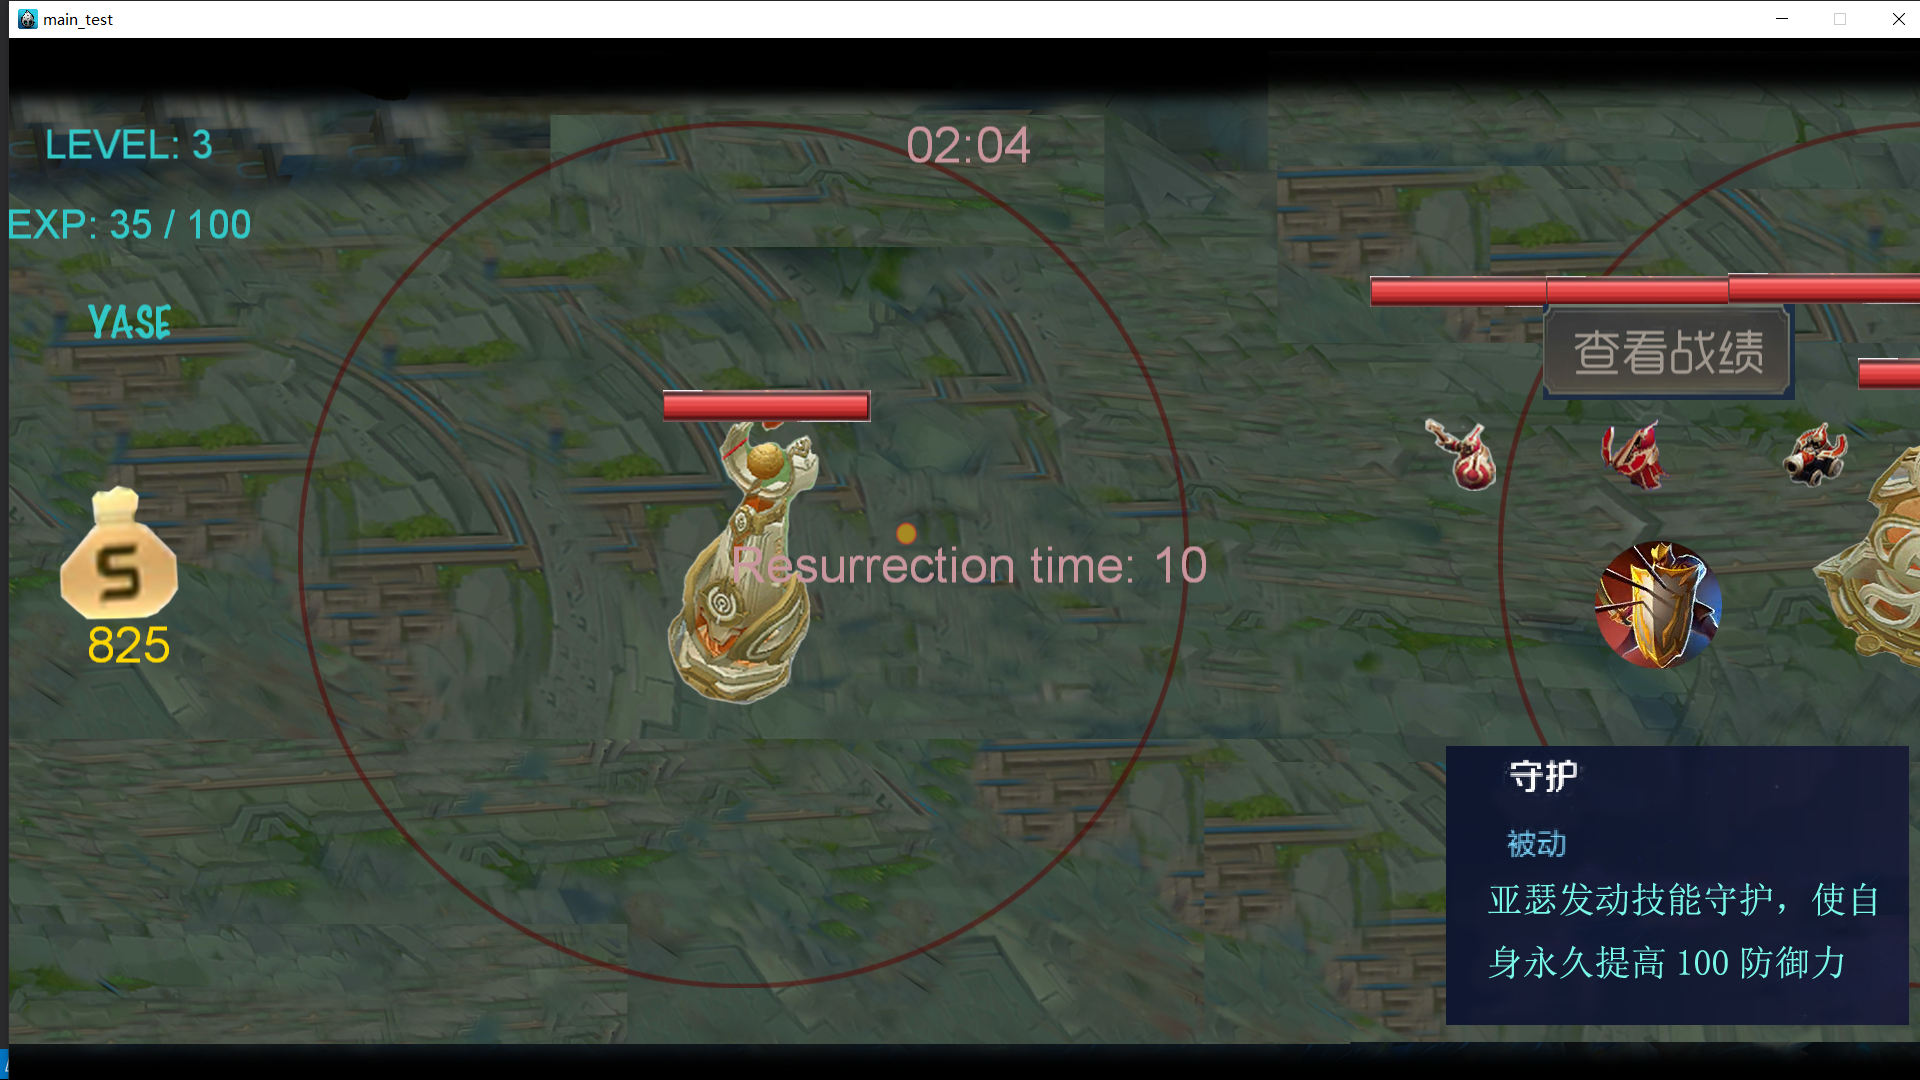 main_test
LEVEL: 3
02:04
EXP: 35 / 100
YASE
查看战绩
S
Resurrection time: 10
825
守护
被动
亚瑟发动技能守护，使自
身永久提高 100 防御力